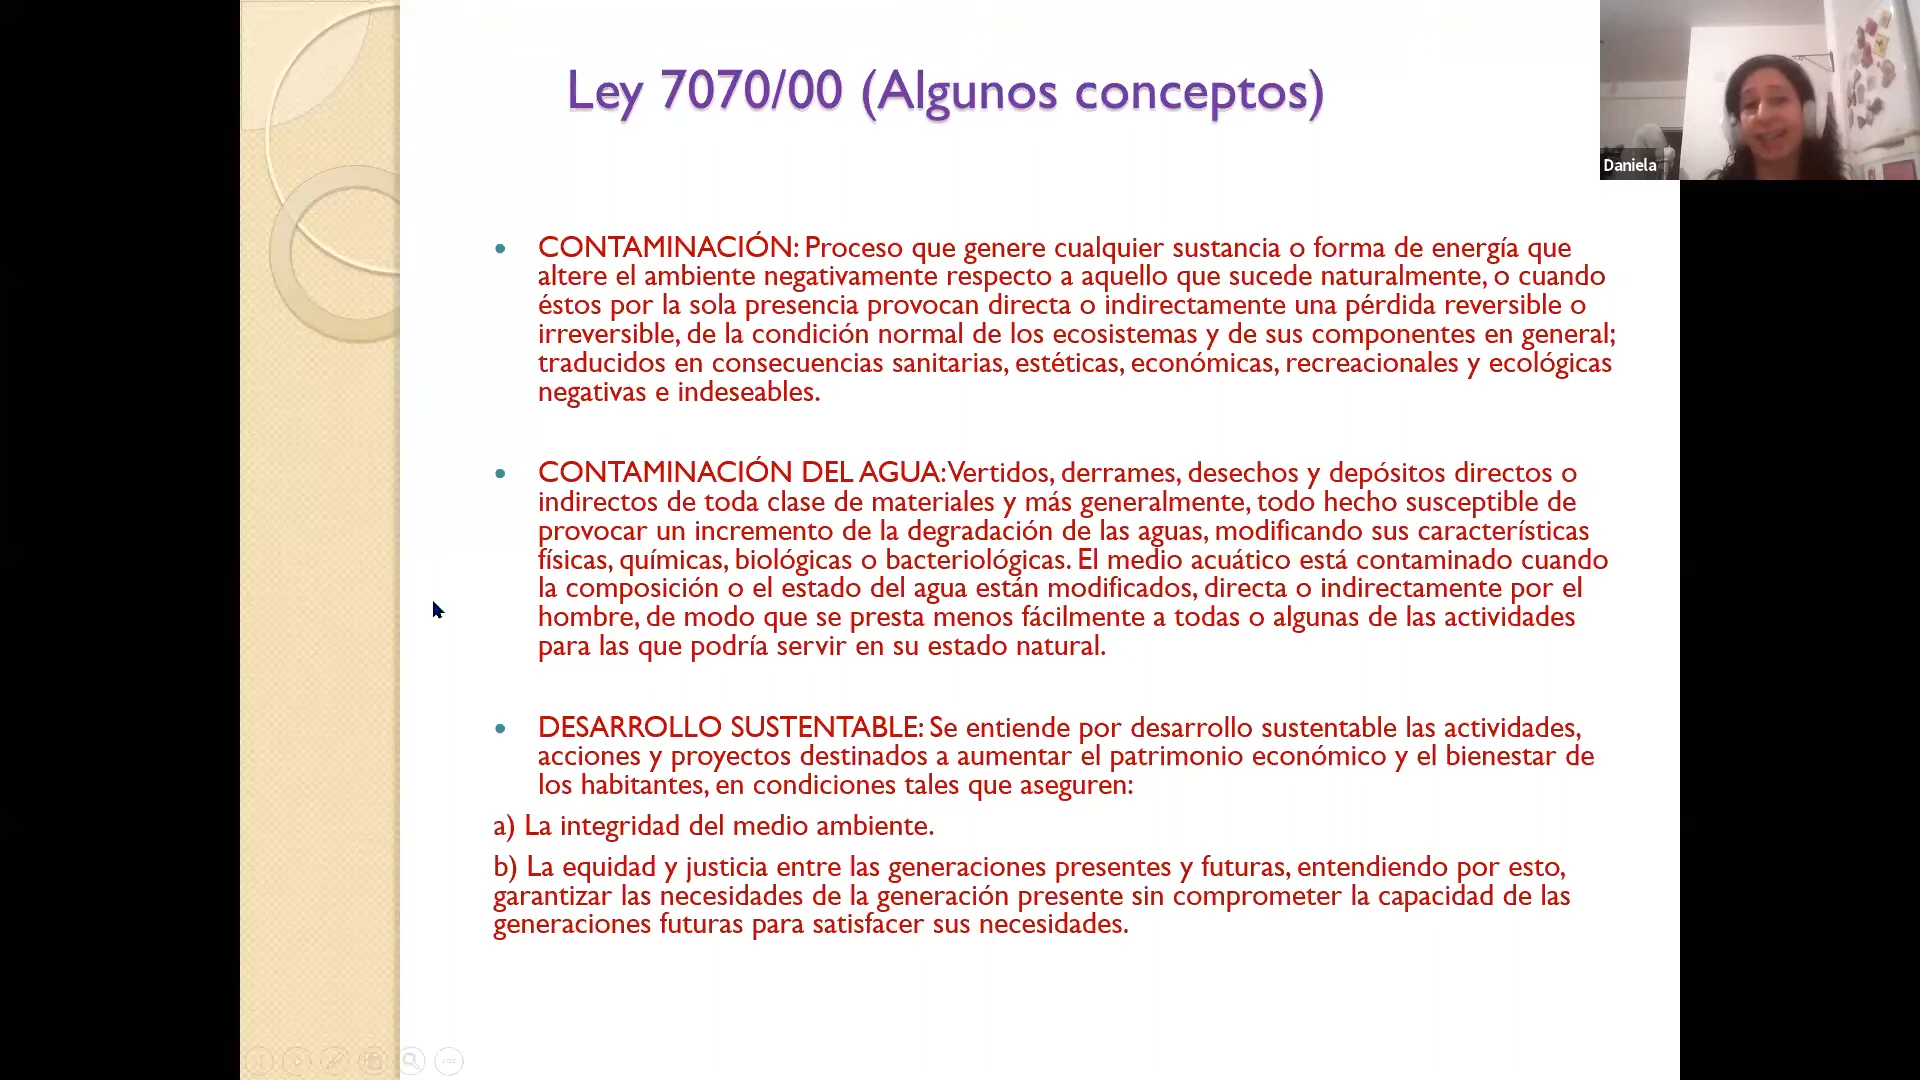 Ley 7070/00 (Algunos conceptos)
Daniela
• CONTAMINACIÓN: Proceso que genere cualquier sustancia o forma de energía que
altere el ambiente negativamente respecto a aquello que sucede naturalmente, o cuando
éstos por la sola presencia provocan directa o indirectamente una pérdida reversible o
irreversible, de la condición normal de los ecosistemas y de sus componentes en general;
traducidos en consecuencias sanitarias, estéticas, económicas, recreacionales y ecológicas
negativas e indeseables.
• CONTAMINACIÓN DEL AGUA: Vertidos, derrames, desechos y depósitos directos o
indirectos de toda clase de materiales y más generalmente, todo hecho susceptible de
provocar un incremento de la degradación de las aguas, modificando sus características
físicas, químicas, biológicas o bacteriológicas. El medio acuático está contaminado cuando
la composición o el estado del agua están modificados, directa o indirectamente por el
hombre, de modo que se presta menos fácilmente a todas o algunas de las actividades
para las que podría servir en su estado natural.
• DESARROLLO SUSTENTABLE: Se entiende por desarrollo sustentable las actividades,
acciones y proyectos destinados a aumentar el patrimonio económico y el bienestar de
los habitantes, en condiciones tales que aseguren:
a) La integridad del medio ambiente.
b) La equidad y justicia entre las generaciones presentes y futuras, entendiendo por esto,
garantizar las necesidades de la generación presente sin comprometer la capacidad de las
generaciones futuras para satisfacer sus necesidades.